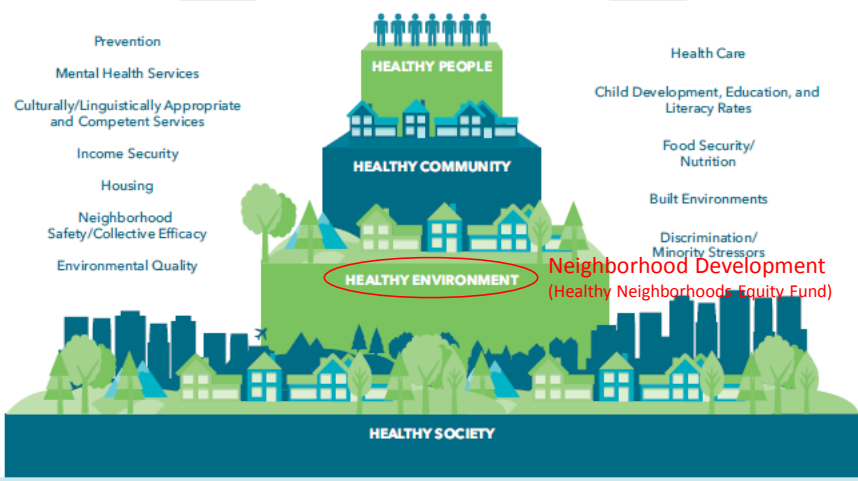 Prevention
Mental Health Services
Culturally/Linguistically Appropriate
and Competent Services
Income Security
Housing
Neighborhood
Safety/Collective Efficacy
Environmental Quality
HEALTHY PEOPLE
HEALTHY COMMUNITY
HEALTHY ENVIRONMENT
HEALTHY SOCIETY
Health Care
Child Development, Education, and
Literacy Rates
Food Security/
Nutrition
Built Environments
Discrimination/
Minority Stressors
Neighborhood Development
(Healthy Neighborhoods Equity Fund)